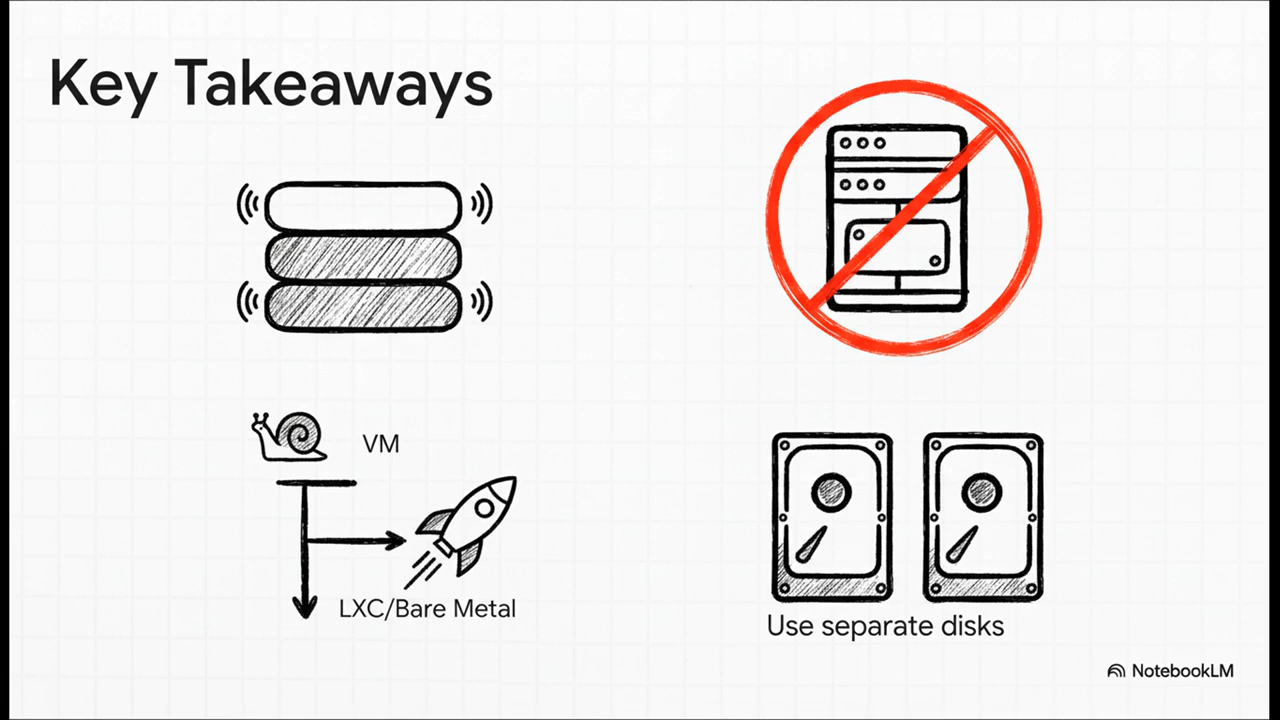 Key Takeaways
VM
LXC/Bare Metal
Use separate disks
NotebookLM